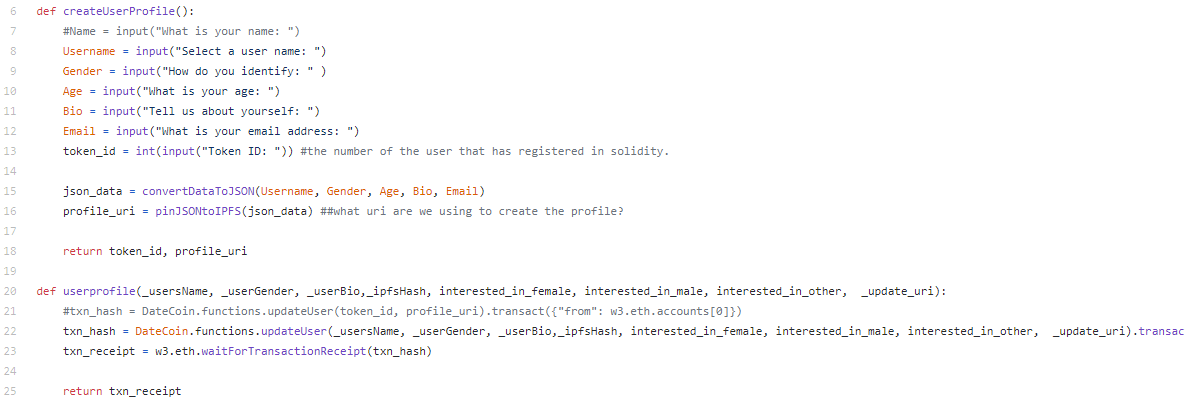 6 def createUserProfile():
7 #Name = input("What is your name: ")
8 Username = input("Select a user name: ")
9 Gender = input("How do you identify: " )
10 Age = input("What is your age: ")
11 Bio = input("Tell us about yourself: ")
12 Email = input("What is your email address: ")
13 token_id = int(input("Token ID: ")) #the number of the user that has registered in solidity.
14
15 json_data = convertDataToJSON(Username, Gender, Age, Bio, Email)
16 profile_uri = pinJSONtoIPFS(json_data) ##what uri are we using to create the profile?
17
18 return token_id, profile_uri
19
20 def userprofile(_usersName, _userGender, _userBio,_ipfsHash, interested_in_female, interested_in_male, interested_in_other,  _update_uri):
21 #txn_hash = DateCoin.functions.updateUser(token_id, profile_uri).transact({"from": w3.eth.accounts[0]})
22 txn_hash = DateCoin.functions.updateUser(_usersName, _userGender, _userBio,_ipfsHash, interested_in_female, interested_in_male, interested_in_other,  _update_uri).transac
23 txn_receipt = w3.eth.waitForTransactionReceipt(txn_hash)
24
25 return txn_receipt